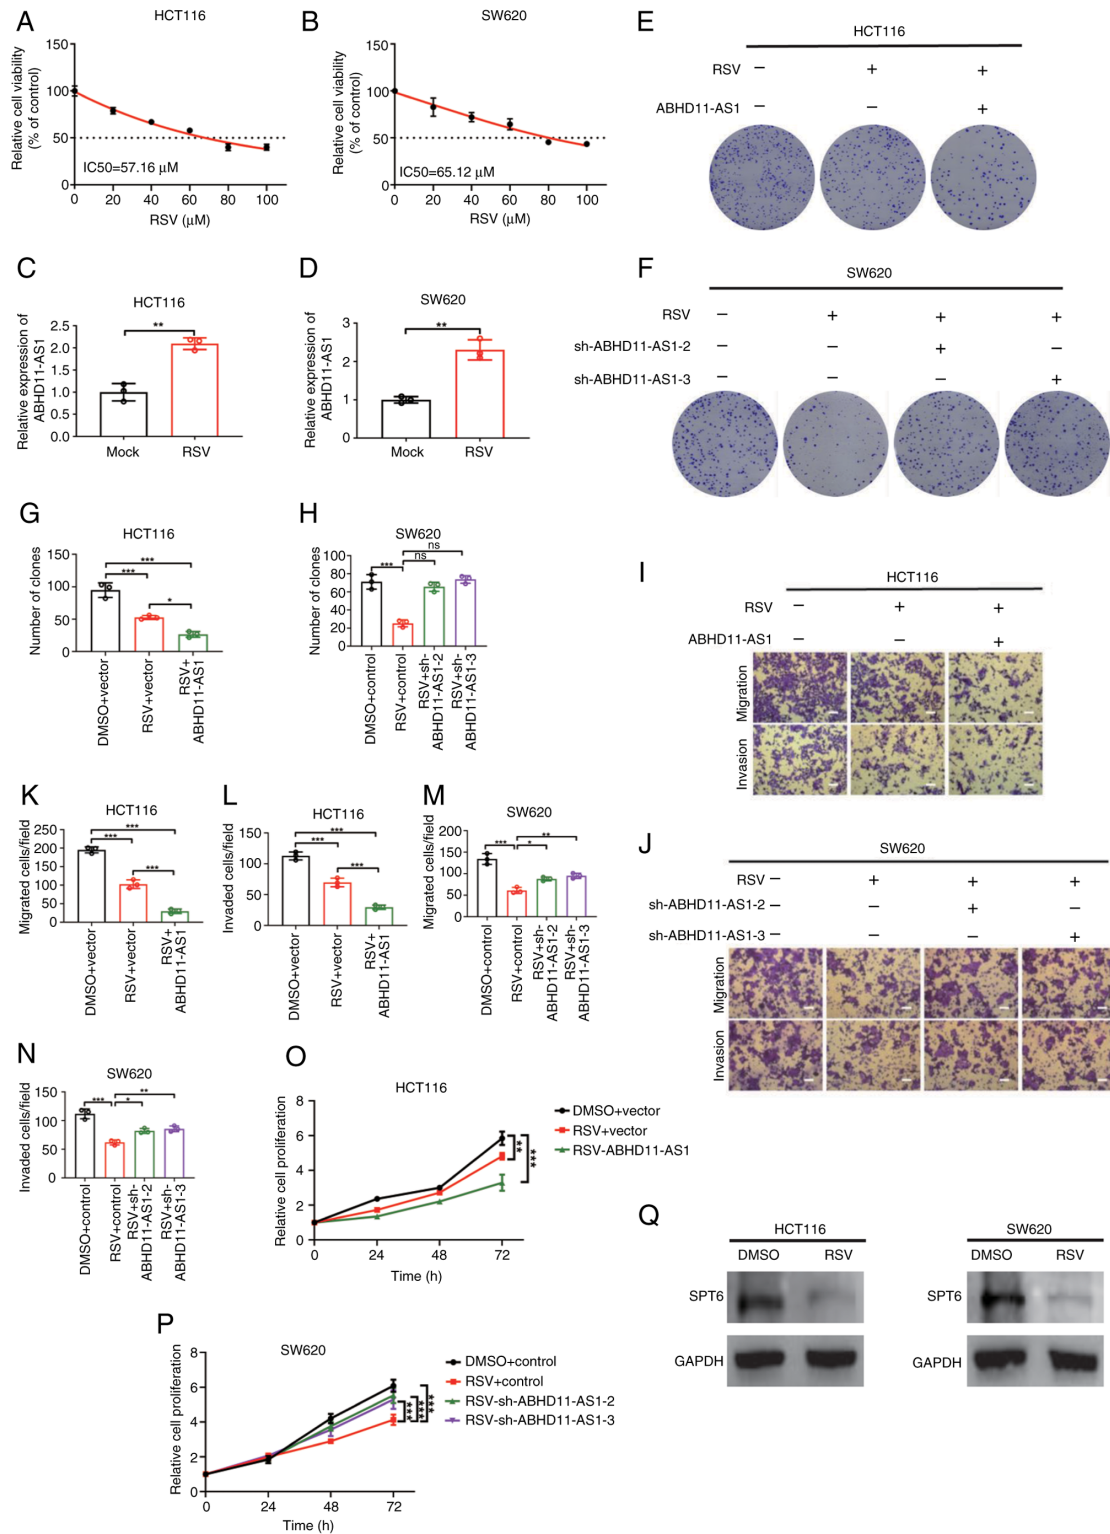 A
HCT116
Relative cell viability
(% of control)
150
100
50
0
IC50=57.16 μM
0 20 40 60 80 100
RSV (μM)
B
SW620
Relative cell viability
(% of control)
150
100
50
0
IC50=65.12 μM
0 20 40 60 80 100
RSV (μM)
E
HCT116
RSV − + +
ABHD11-AS1 − − +
C
HCT116
Relative expression of
ABHD11-AS1
2.5
2.0
1.5
1.0
0.5
0.0
**
Mock RSV
D
SW620
Relative expression of
ABHD11-AS1
3
2
1
0
**
Mock RSV
F
SW620
RSV − + + +
sh-ABHD11-AS1-2 − − + −
sh-ABHD11-AS1-3 − − − +
G
HCT116
Number of clones
150
100
50
0
***
***
*
DMSO+vector
RSV+vector
RSV+
ABHD11-AS1
H
SW620
Number of clones
100
80
60
40
20
0
ns
ns
***
DMSO+control
RSV+control
RSV+sh-
ABHD11-AS1-2
RSV+sh-
ABHD11-AS1-3
I
HCT116
RSV − + +
ABHD11-AS1 − − +
Migration
Invasion
K
HCT116
Migrated cells/field
250
200
150
100
50
0
***
***
***
DMSO+vector
RSV+vector
RSV+
ABHD11-AS1
L
HCT116
Invaded cells/field
150
100
50
0
***
***
***
DMSO+vector
RSV+vector
RSV+
ABHD11-AS1
M
SW620
Migrated cells/field
200
150
100
50
0
**
***
*
DMSO+control
RSV+control
RSV+sh-
ABHD11-AS1-2
RSV+sh-
ABHD11-AS1-3
J
SW620
RSV − + + +
sh-ABHD11-AS1-2 − − + −
sh-ABHD11-AS1-3 − − − +
Migration
Invasion
N
SW620
Invaded cells/field
150
100
50
0
**
***
*
DMSO+control
RSV+control
RSV+sh-
ABHD11-AS1-2
RSV+sh-
ABHD11-AS1-3
O
HCT116
Relative cell proliferation
8
6
4
2
0
0 24 48 72
Time (h)
**
***
DMSO+vector
RSV+vector
RSV-ABHD11-AS1
P
SW620
Relative cell proliferation
8
6
4
2
0
0 24 48 72
Time (h)
***
***
***
DMSO+control
RSV+control
RSV-sh-ABHD11-AS1-2
RSV-sh-ABHD11-AS1-3
Q
HCT116
DMSO RSV
SPT6
GAPDH
SW620
DMSO RSV
SPT6
GAPDH